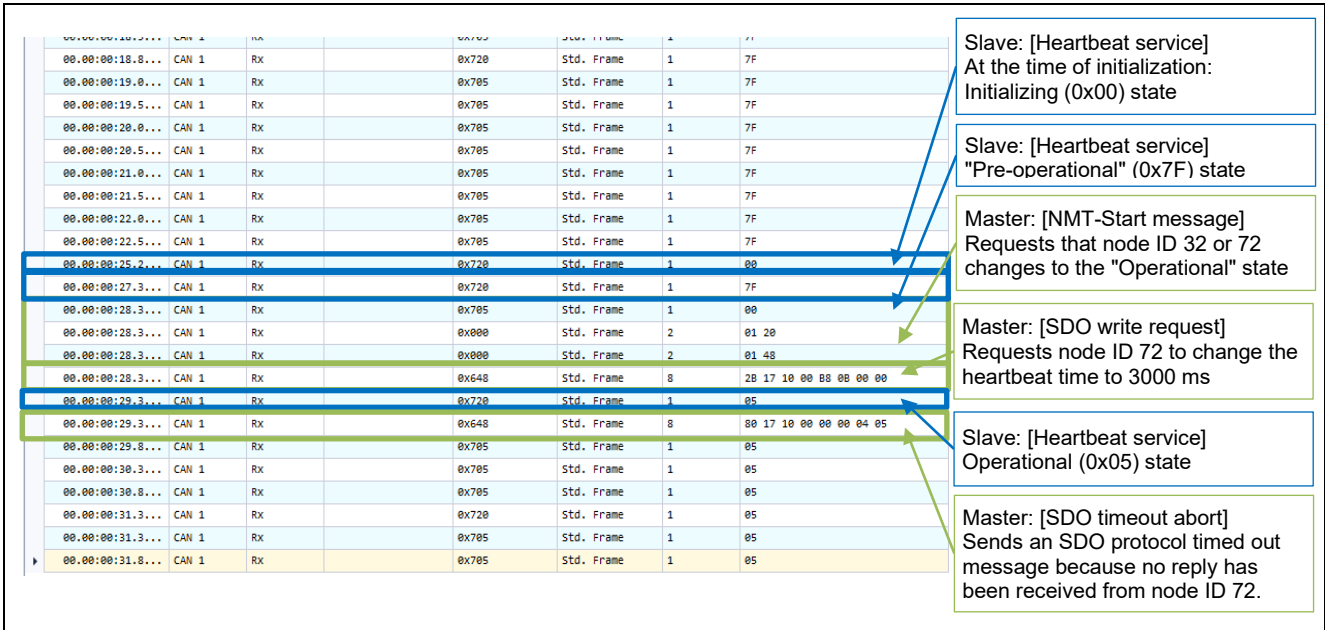 00.00:00:18.8... CAN 1 Rx 0x720 Std. Frame 1 7F
00.00:00:19.0... CAN 1 Rx 0x705 Std. Frame 1 7F
00.00:00:19.5... CAN 1 Rx 0x705 Std. Frame 1 7F
00.00:00:20.0... CAN 1 Rx 0x705 Std. Frame 1 7F
00.00:00:20.5... CAN 1 Rx 0x705 Std. Frame 1 7F
00.00:00:21.0... CAN 1 Rx 0x705 Std. Frame 1 7F
00.00:00:21.5... CAN 1 Rx 0x705 Std. Frame 1 7F
00.00:00:22.0... CAN 1 Rx 0x705 Std. Frame 1 7F
00.00:00:22.5... CAN 1 Rx 0x705 Std. Frame 1 7F
00.00:00:25.2... CAN 1 Rx 0x720 Std. Frame 1 00
00.00:00:27.3... CAN 1 Rx 0x720 Std. Frame 1 7F
00.00:00:28.3... CAN 1 Rx 0x705 Std. Frame 1 00
00.00:00:28.3... CAN 1 Rx 0x000 Std. Frame 2 01 20
00.00:00:28.3... CAN 1 Rx 0x000 Std. Frame 2 01 48
00.00:00:28.3... CAN 1 Rx 0x648 Std. Frame 8 2B 17 10 00 B8 0B 00 00
00.00:00:29.3... CAN 1 Rx 0x720 Std. Frame 1 05
00.00:00:29.3... CAN 1 Rx 0x648 Std. Frame 8 80 17 10 00 00 00 04 05
00.00:00:29.8... CAN 1 Rx 0x705 Std. Frame 1 05
00.00:00:30.3... CAN 1 Rx 0x705 Std. Frame 1 05
00.00:00:30.8... CAN 1 Rx 0x705 Std. Frame 1 05
00.00:00:31.3... CAN 1 Rx 0x720 Std. Frame 1 05
00.00:00:31.3... CAN 1 Rx 0x705 Std. Frame 1 05
00.00:00:31.8... CAN 1 Rx 0x705 Std. Frame 1 05
Slave: [Heartbeat service]
At the time of initialization:
Initializing (0x00) state
Slave: [Heartbeat service]
"Pre-operational" (0x7F) state
Master: [NMT-Start message]
Requests that node ID 32 or 72
changes to the "Operational" state
Master: [SDO write request]
Requests node ID 72 to change the
heartbeat time to 3000 ms
Slave: [Heartbeat service]
Operational (0x05) state
Master: [SDO timeout abort]
Sends an SDO protocol timed out
message because no reply has
been received from node ID 72.